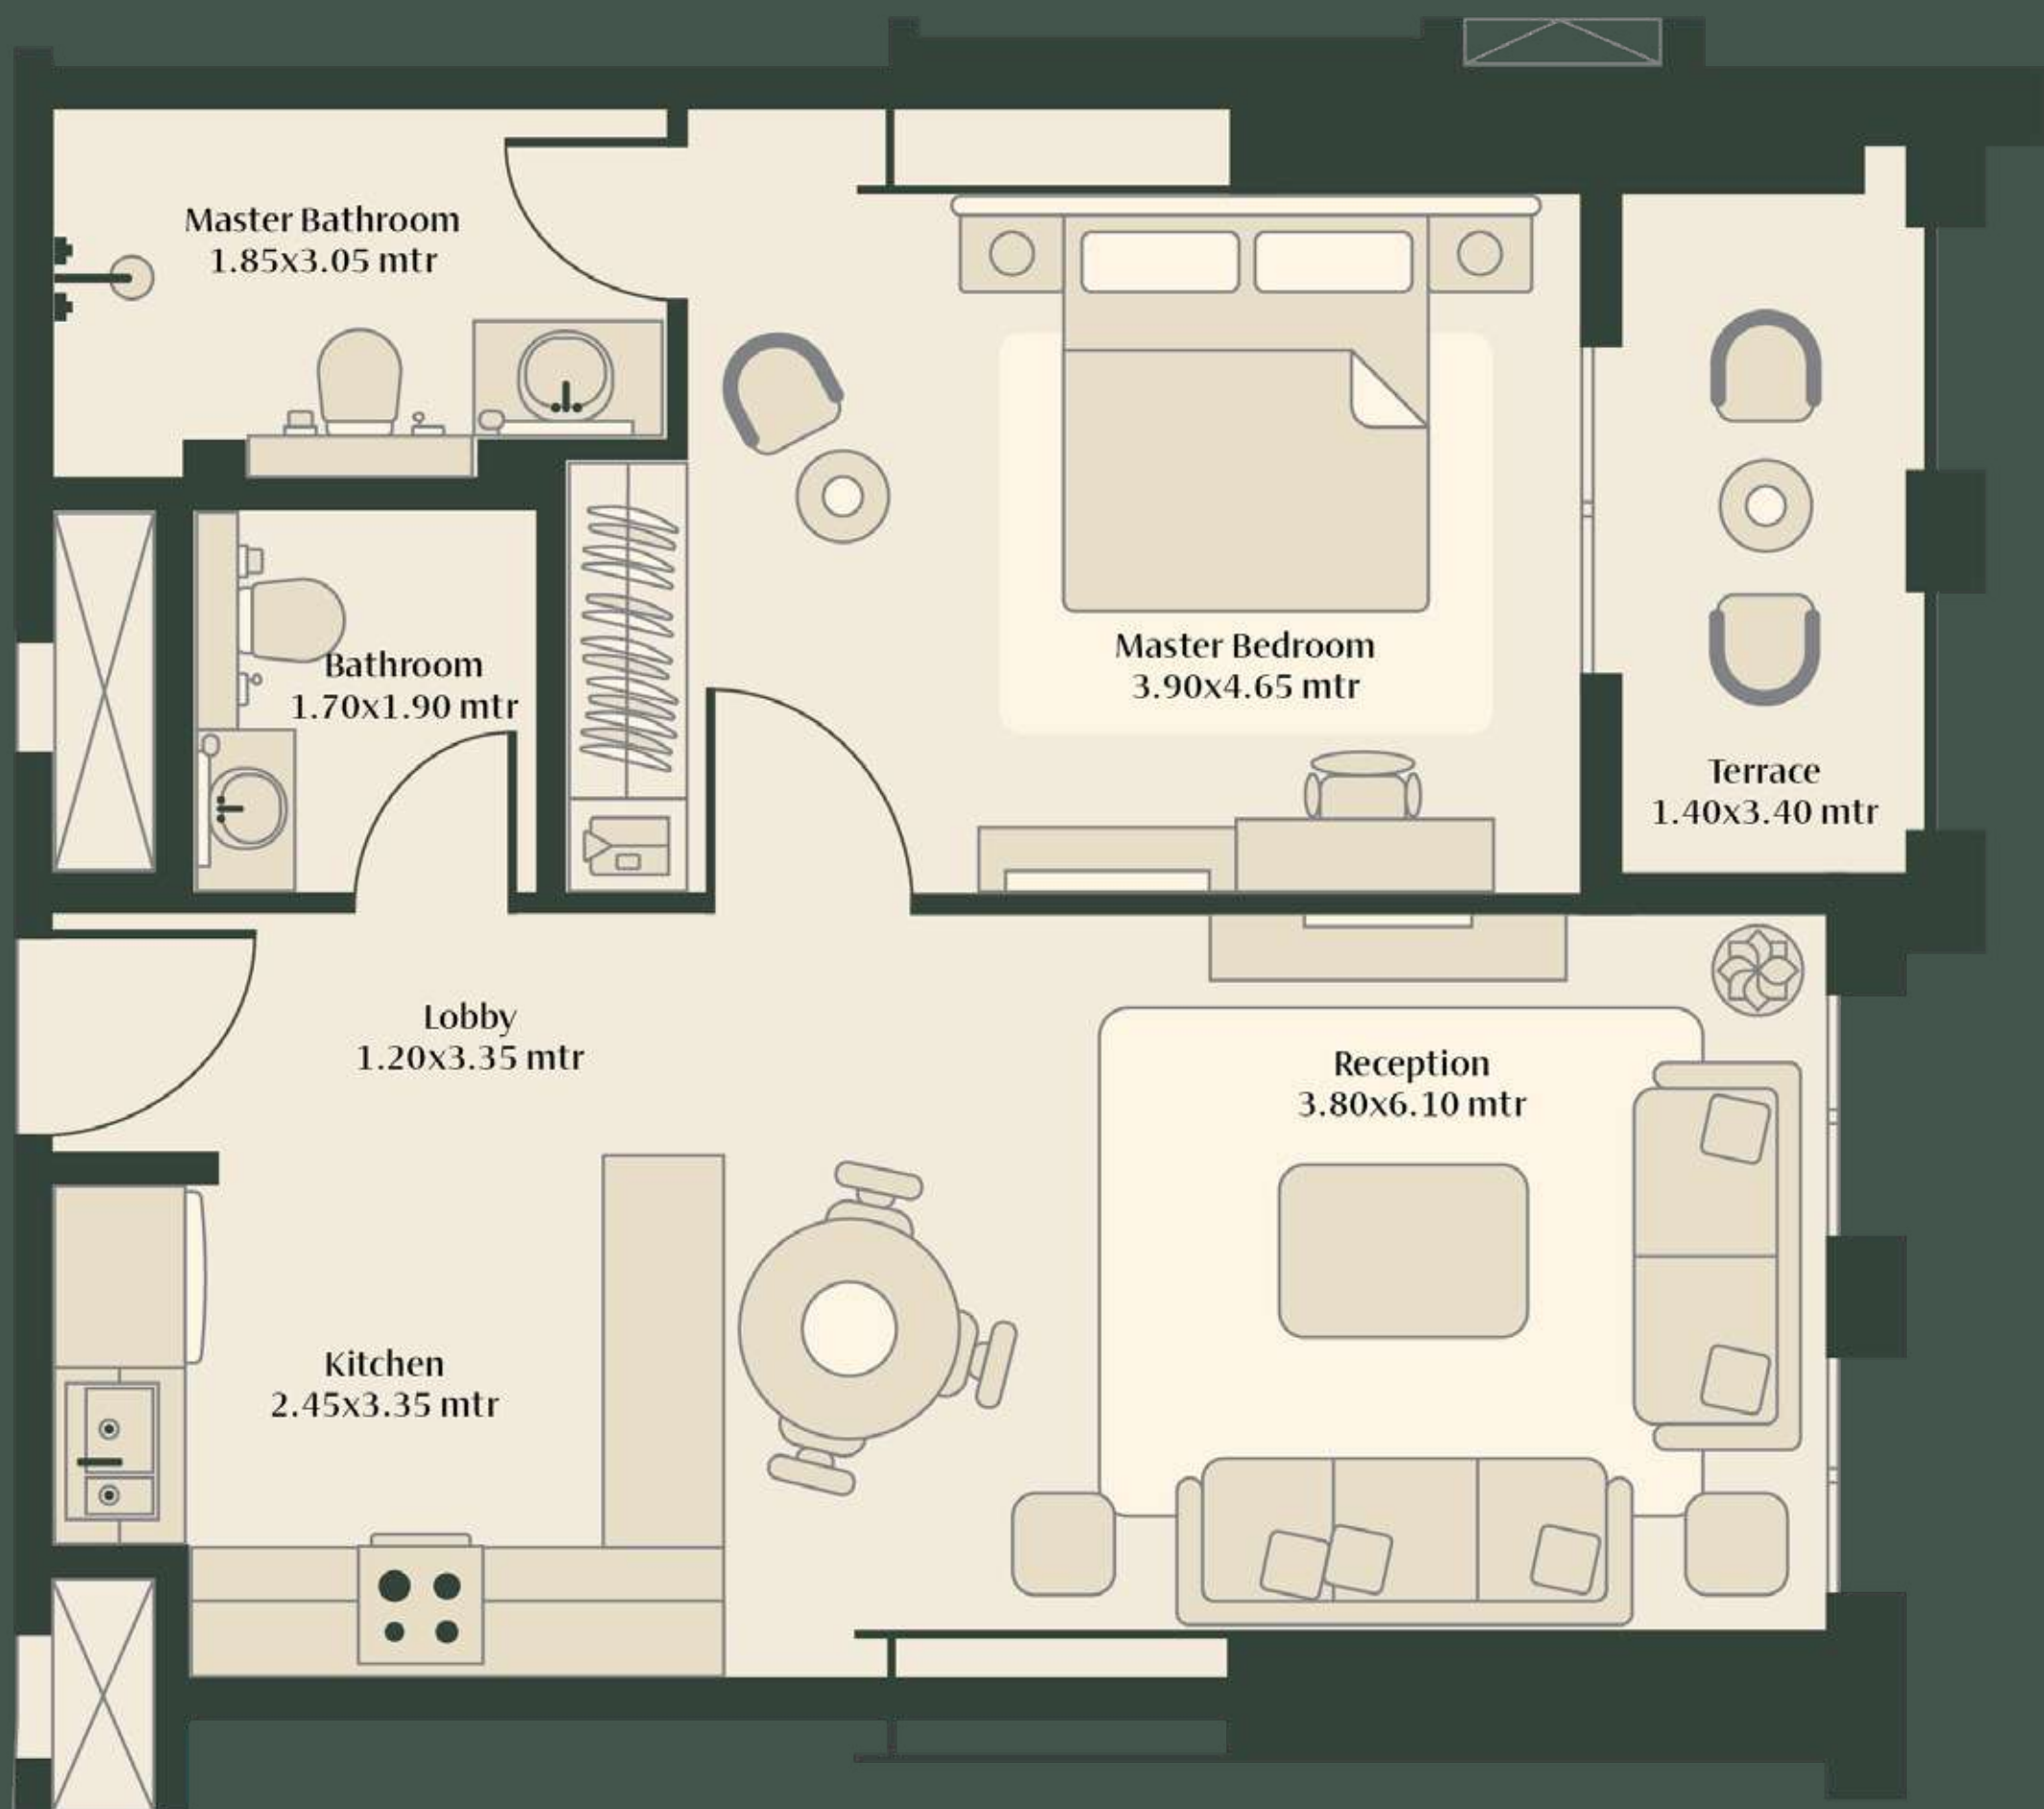 Master Bathroom
1.85x3.05 mtr
Bathroom
1.70x1.90 mtr
Master Bedroom
3.90x4.65 mtr
Terrace
1.40x3.40 mtr
Lobby
1.20x3.35 mtr
Reception
3.80x6.10 mtr
Kitchen
2.45x3.35 mtr